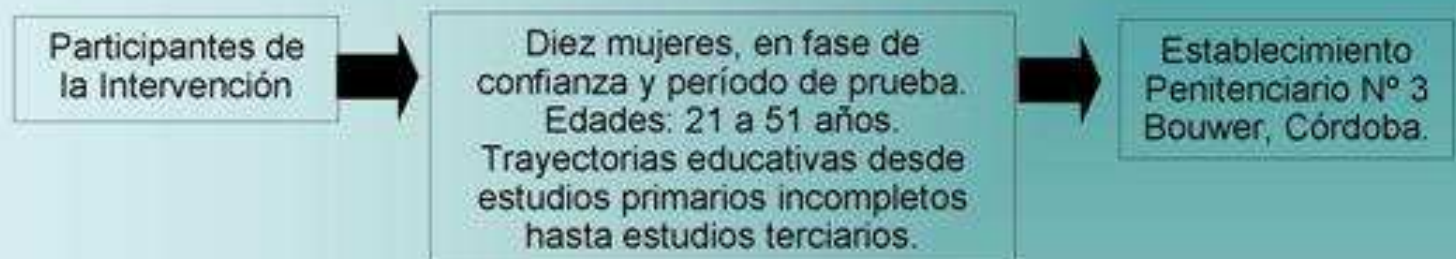 Participantes de
la Intervención
Diez mujeres, en fase de
confianza y período de prueba.
Edades: 21 a 51 años.
Trayectorias educativas desde
estudios primarios incompletos
hasta estudios terciarios.
Establecimiento
Penitenciario Nº 3
Bouwer, Córdoba.